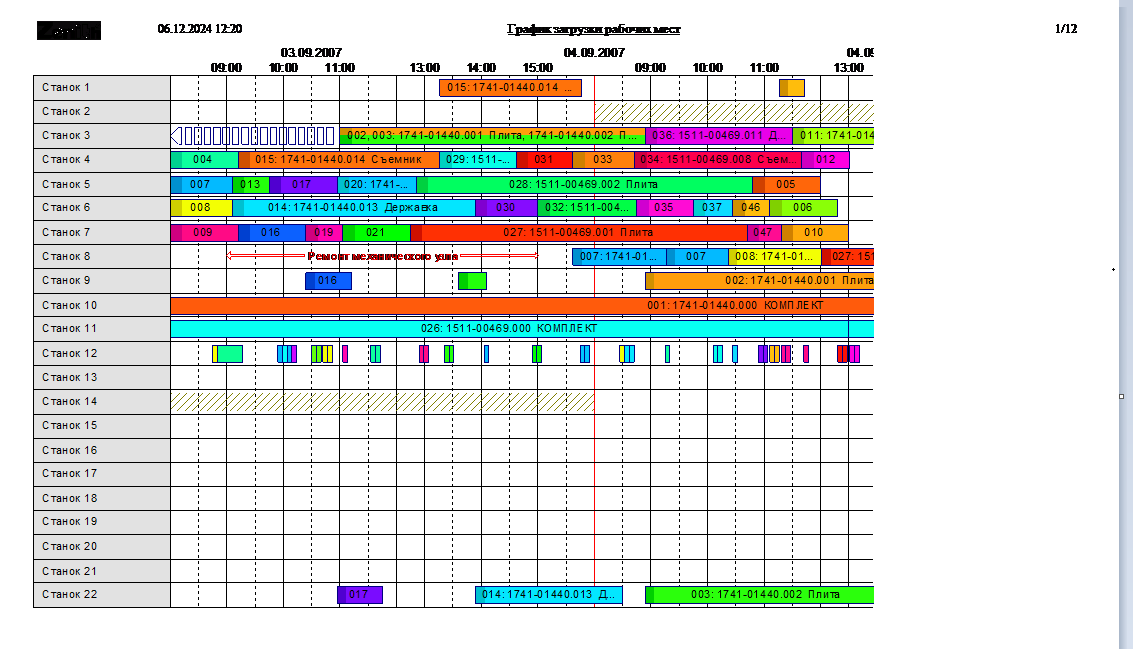 06.12.2024 12:20 График загрузки рабочих мест 1/12
03.09.2007 04.09.2007 04.09
09:00 10:00 11:00 13:00 14:00 15:00 09:00 10:00 11:00 13:00
Станок 1 015: 1741-01440.014 ...
Станок 2
Станок 3 002, 003: 1741-01440.001 Плита, 1741-01440.002 П... 036: 1511-00469.011 Д... 011: 1741-014
Станок 4 004 015: 1741-01440.014 Съемник 029: 1511-... 031 033 034: 1511-00469.008 Съем... 012
Станок 5 007 013 017 020: 1741-... 028: 1511-00469.002 Плита 005
Станок 6 008 014: 1741-01440.013 Державка 030 032: 1511-004... 035 037 046 006
Станок 7 009 016 019 021 027: 1511-00469.001 Плита 047 010
Станок 8 Ремонт механического узла 007: 1741-01... 007 008: 1741-01... 027: 151
Станок 9 016 002: 1741-01440.001 Плита
Станок 10 001: 1741-01440.000 КОМПЛЕКТ
Станок 11 026: 1511-00469.000 КОМПЛЕКТ
Станок 12
Станок 13
Станок 14
Станок 15
Станок 16
Станок 17
Станок 18
Станок 19
Станок 20
Станок 21
Станок 22 017 014: 1741-01440.013 Д... 003: 1741-01440.002 Плита